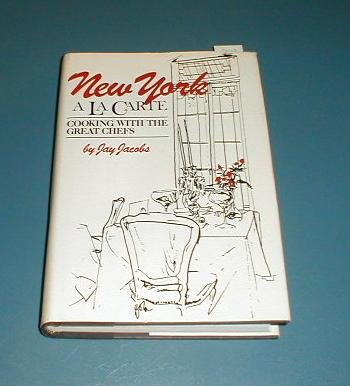 New York
A LA CARTE
COOKING WITH THE
GREAT CHEFS
by Jay Jacobs